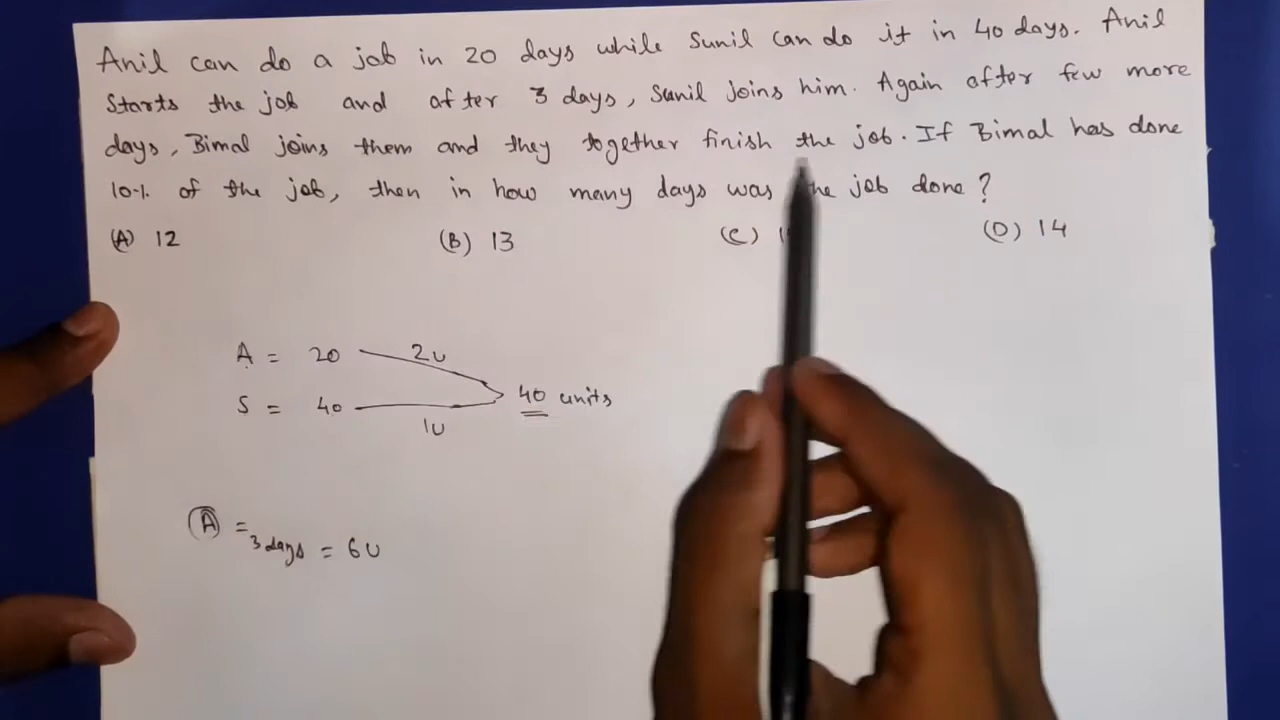 Anil can do a job in 20 days while Sunil can do it in 40 days. Anil
starts the job and after 3 days, Sunil joins him. Again after few more
days, Bimal joins them and they together finish the job. If Bimal has done
10% of the job, then in how many days was the job done?
(A) 12 (B) 13 (C) (D) 14
A = 20 2u
S = 40 1u 40 units
A =
3 days = 6u